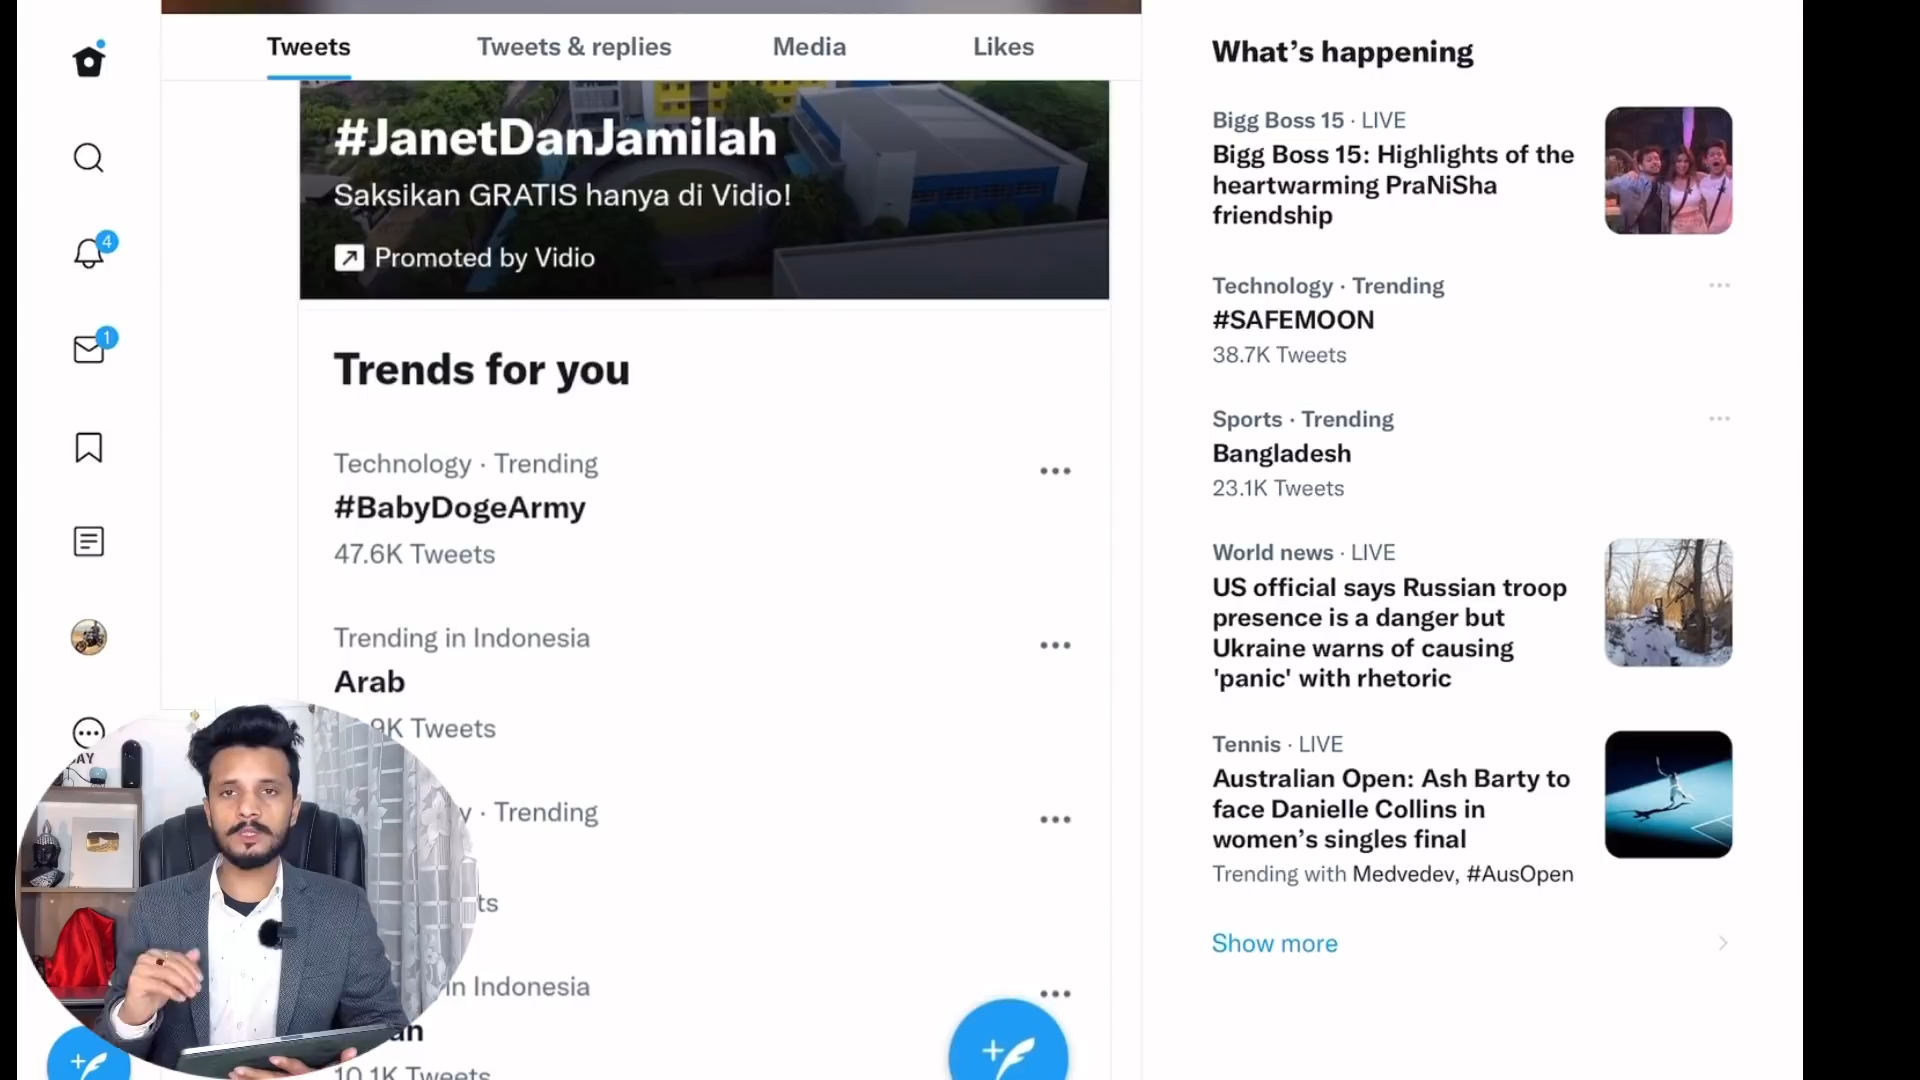 Tweets
Tweets & replies
Media
Likes
#JanetDanJamilah
Saksikan GRATIS hanya di Vidio!
Promoted by Vidio
Trends for you
Technology · Trending
#BabyDogeArmy
47.6K Tweets
Trending in Indonesia
Arab
9K Tweets
· Trending
in Indonesia
10.1K Tweets
4
1
What’s happening
Bigg Boss 15 · LIVE
Bigg Boss 15: Highlights of the
heartwarming PraNiSha
friendship
Technology · Trending
#SAFEMOON
38.7K Tweets
Sports · Trending
Bangladesh
23.1K Tweets
World news · LIVE
US official says Russian troop
presence is a danger but
Ukraine warns of causing
'panic' with rhetoric
Tennis · LIVE
Australian Open: Ash Barty to
face Danielle Collins in
women’s singles final
Trending with Medvedev, #AusOpen
Show more